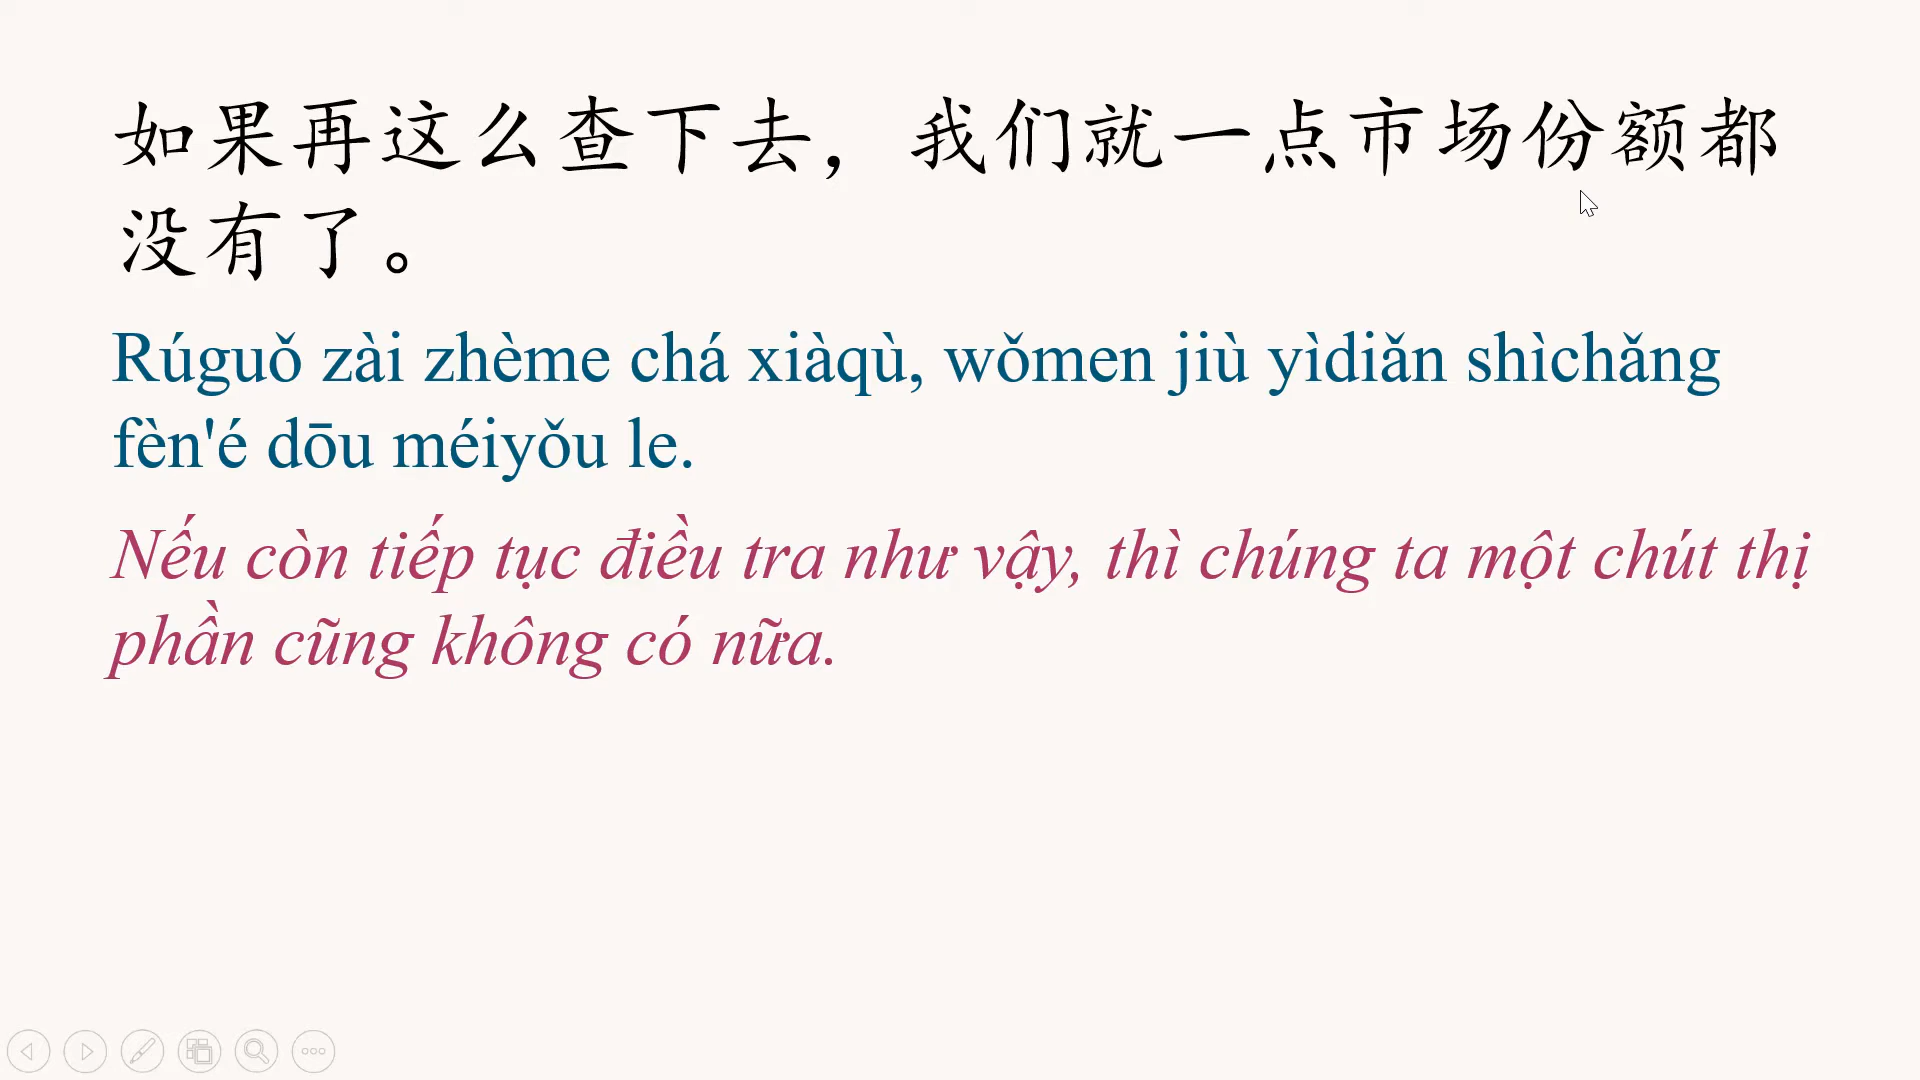 如果再这么查下去，我们就一点市场份额都
没有了。
Rúguǒ zài zhème chá xiàqù, wǒmen jiù yìdiǎn shìchǎng
fèn'é dōu méiyǒu le.
Nếu còn tiếp tục điều tra như vậy, thì chúng ta một chút thị
phần cũng không có nữa.